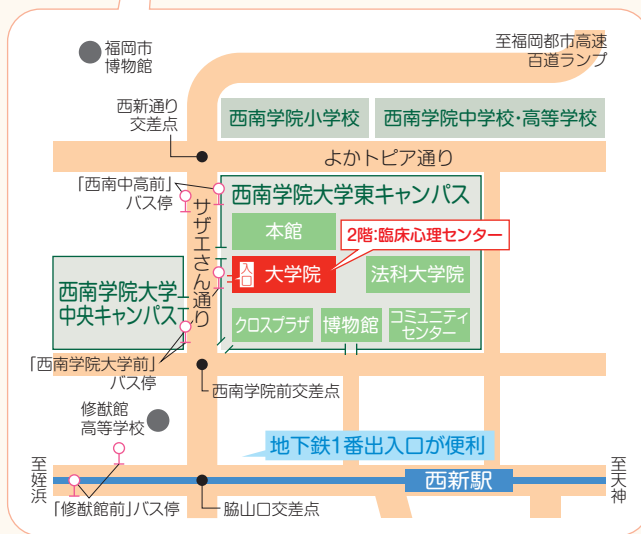 福岡市
博物館
至福岡都市高速
百道ランプ
西新通り
交差点
西南学院小学校
西南学院中学校・高等学校
よかトピア通り
「西南中高前」
バス停
サザエさん通り
西南学院大学東キャンパス
本館
2階:臨床心理センター
入口
大学院
法科大学院
西南学院大学
中央キャンパス
クロスプラザ
博物館
コミュニティ
センター
「西南学院大学前」
バス停
西南学院前交差点
修猷館
高等学校
地下鉄1番出入口が便利
至姪浜
西新駅
至天神
「修猷館前」バス停
脇山口交差点